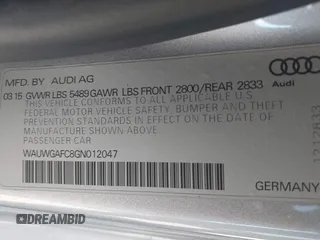 MFD. BY AUDI AG
03.15 GVWR LBS 5489 GAWR LBS FRONT 2800/REAR 2833
THIS VEHICLE CONFORMS TO ALL APPLICABLE U.S.
FEDERAL MOTOR VEHICLE SAFETY, BUMPER AND THEFT
PREVENTION STANDARDS IN EFFECT ON THE DATE OF
MANUFACTURE SHOWN ABOVE
PASSENGER CAR
WAUWGAFC8GN012047
Audi
1212833
GERMANY
DREAMBID